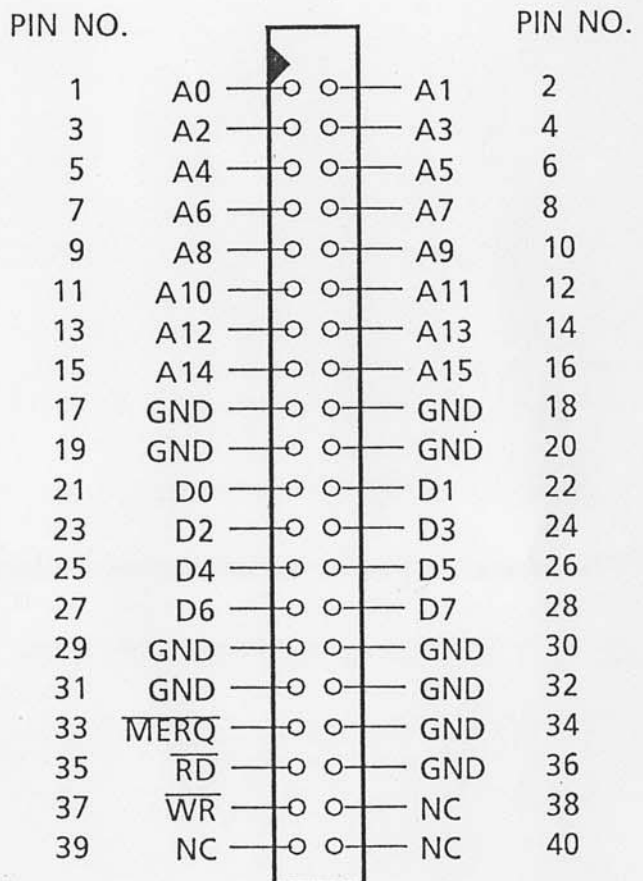 PIN NO. PIN NO.
1 A0 A1 2
3 A2 A3 4
5 A4 A5 6
7 A6 A7 8
9 A8 A9 10
11 A10 A11 12
13 A12 A13 14
15 A14 A15 16
17 GND GND 18
19 GND GND 20
21 D0 D1 22
23 D2 D3 24
25 D4 D5 26
27 D6 D7 28
29 GND GND 30
31 GND GND 32
33 M̅E̅R̅Q̅ GND 34
35 R̅D̅ GND 36
37 W̅R̅ NC 38
39 NC NC 40